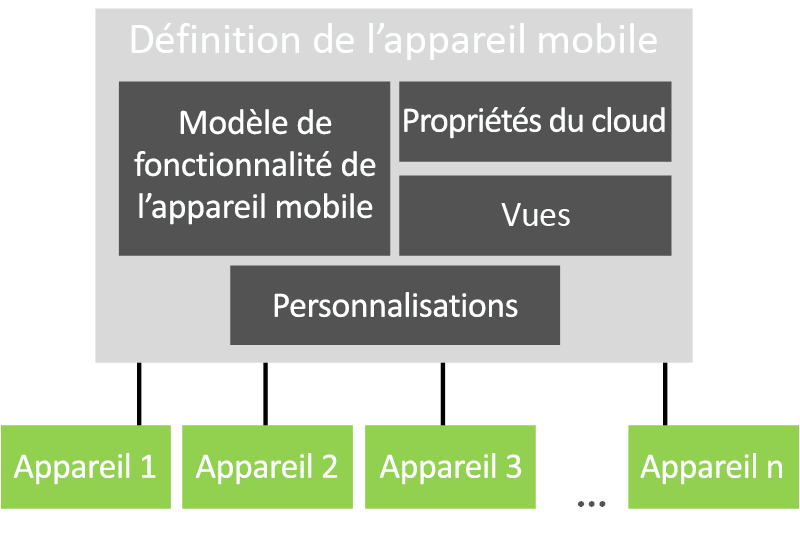 Définition de l’appareil mobile
Modèle de
fonctionnalité de
l’appareil mobile
Propriétés du cloud
Vues
Personnalisations
Appareil 1
Appareil 2
Appareil 3
...
Appareil n